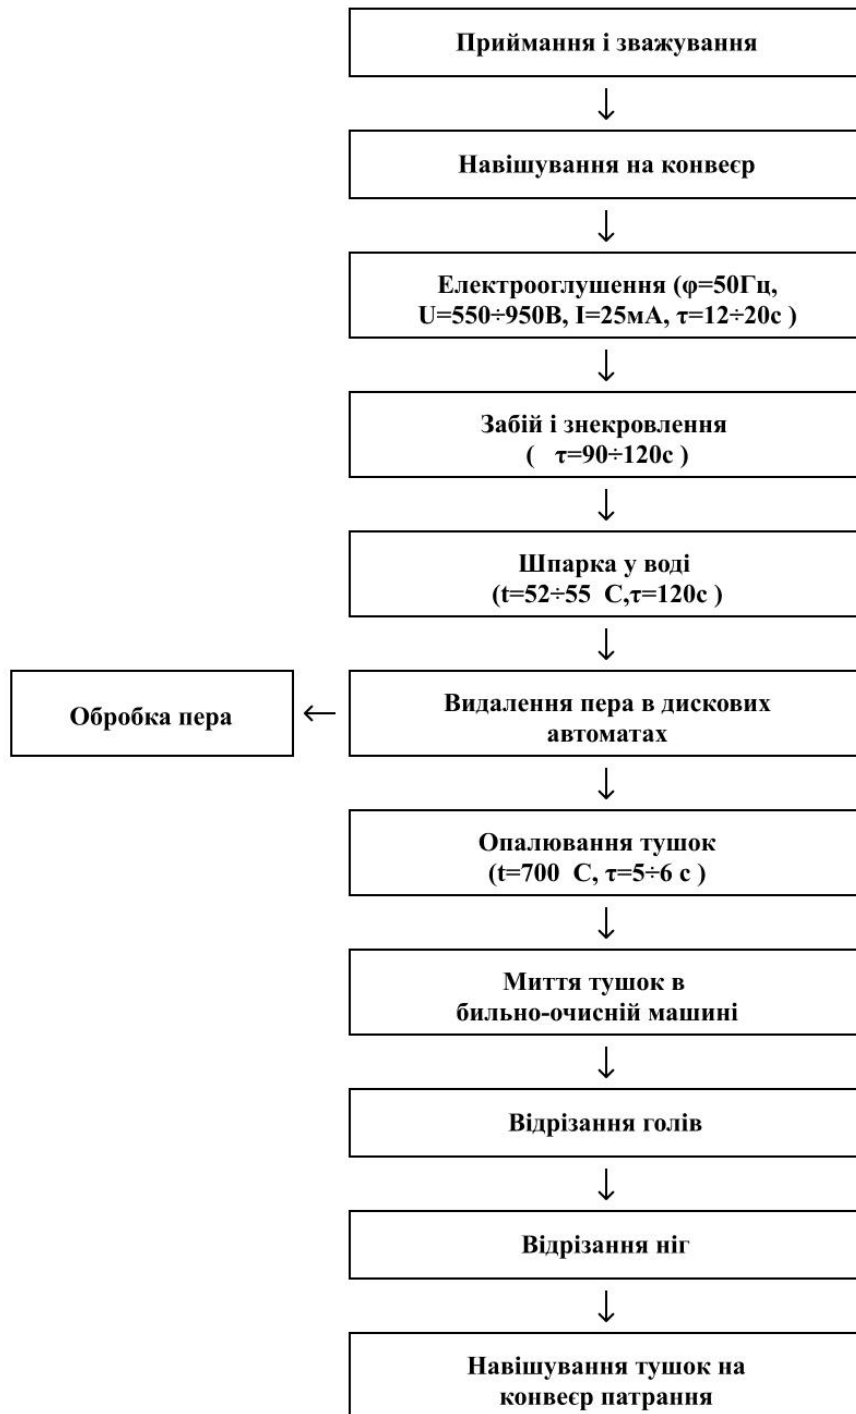 Приймання і зважування
Навішування на конвеєр
Електрооглушення (φ=50Гц,
U=550÷950В, I=25мА, τ=12÷20с )
Забій і знекровлення
( τ=90÷120с )
Шпарка у воді
(t=52÷55 С,τ=120с )
Обробка пера
Видалення пера в дискових
автоматах
Опалювання тушок
(t=700 С, τ=5÷6 с )
Миття тушок в
бильно-очисній машині
Відрізання голів
Відрізання ніг
Навішування тушок на
конвеєр патрання